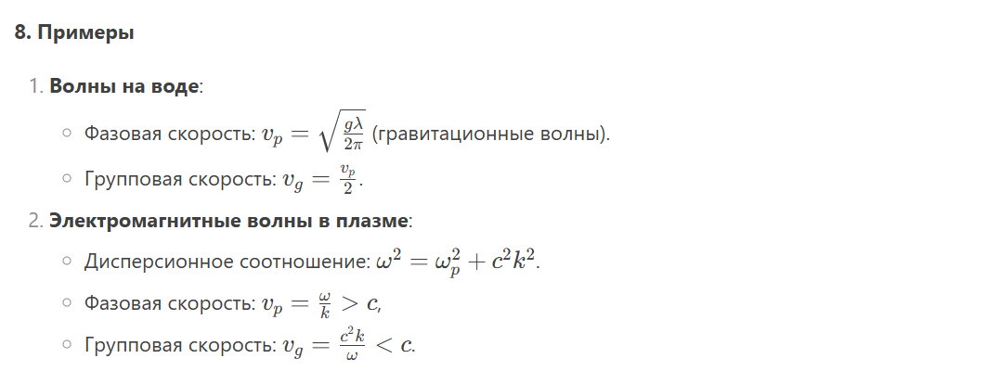 8. Примеры
1. Волны на воде:
○ Фазовая скорость: $v_p = \sqrt{\frac{g\lambda}{2\pi}}$ (гравитационные волны).
○ Групповая скорость: $v_g = \frac{v_p}{2}$.
2. Электромагнитные волны в плазме:
○ Дисперсионное соотношение: $\omega^2 = \omega_p^2 + c^2k^2$.
○ Фазовая скорость: $v_p = \frac{\omega}{k} > c$,
○ Групповая скорость: $v_g = \frac{c^2k}{\omega} < c$.